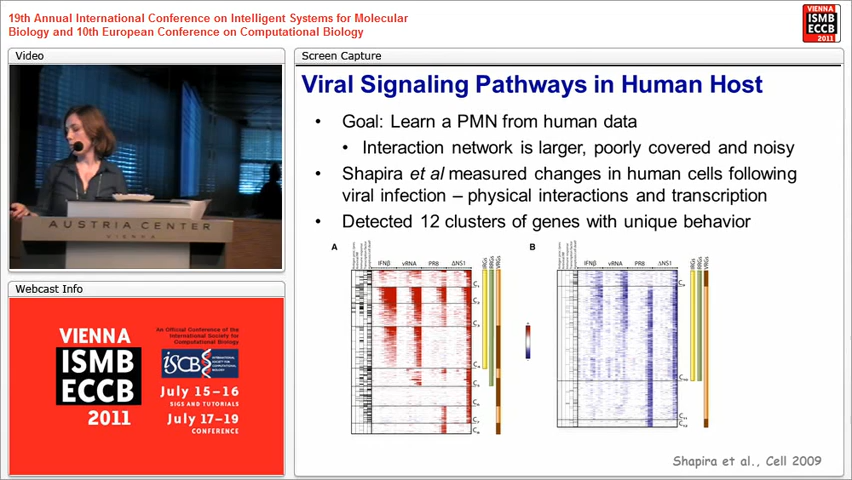 19th Annual International Conference on Intelligent Systems for Molecular
Biology and 10th European Conference on Computational Biology
VIENNA
ISMB
ECCB
2011
Video
Screen Capture
AUSTRIA CENTER
VIENNA
Viral Signaling Pathways in Human Host
• Goal: Learn a PMN from human data
• Interaction network is larger, poorly covered and noisy
• Shapira et al measured changes in human cells following
viral infection – physical interactions and transcription
• Detected 12 clusters of genes with unique behavior
A
IFNβ vRNA PR8 ΔNS1
B
IFNβ vRNA PR8 ΔNS1
Shapira et al., Cell 2009
Webcast Info
VIENNA
ISMB
ECCB
2011
An Official Conference of the
International Society for
Computational Biology
ISCB
INTERNATIONAL
SOCIETY FOR
COMPUTATIONAL
BIOLOGY
July 15-16
SIGS AND TUTORIALS
July 17-19
CONFERENCE